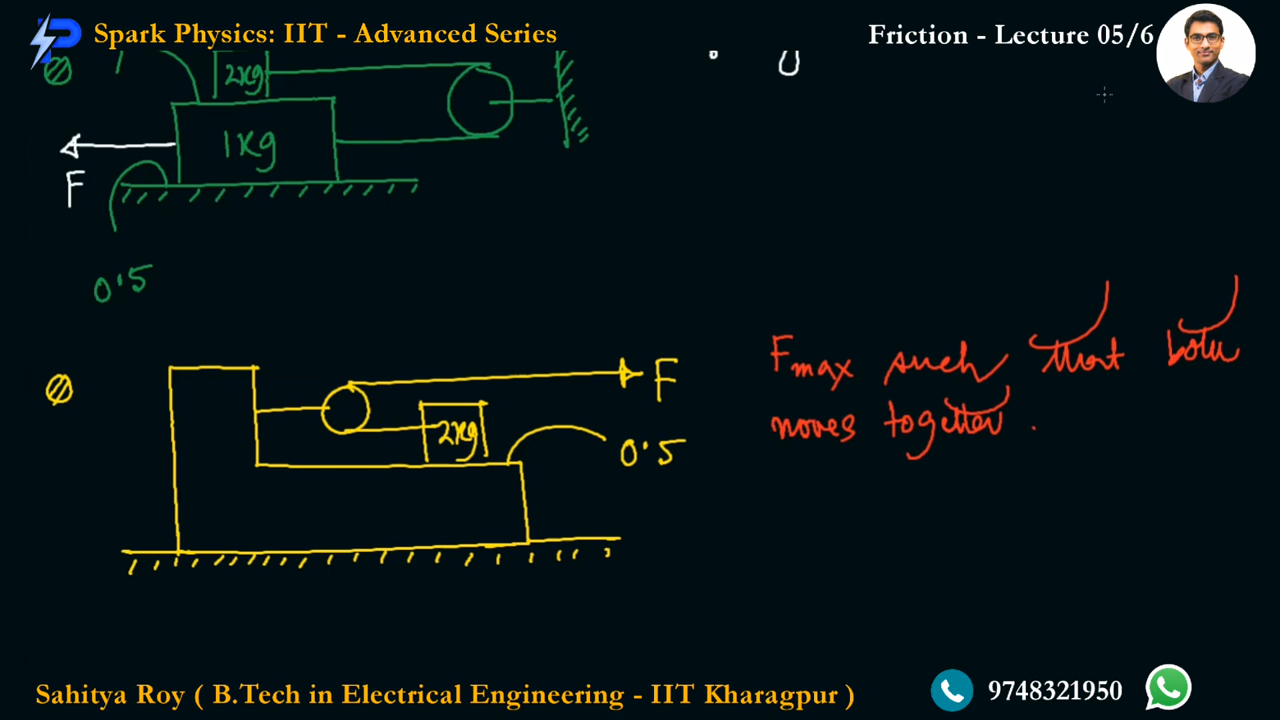 Spark Physics: IIT - Advanced Series
Friction - Lecture 05/6
2kg
1kg
F
0.5
F
2kg
0.5
Fmax such that both
moves together.
Sahitya Roy ( B.Tech in Electrical Engineering - IIT Kharagpur )
9748321950